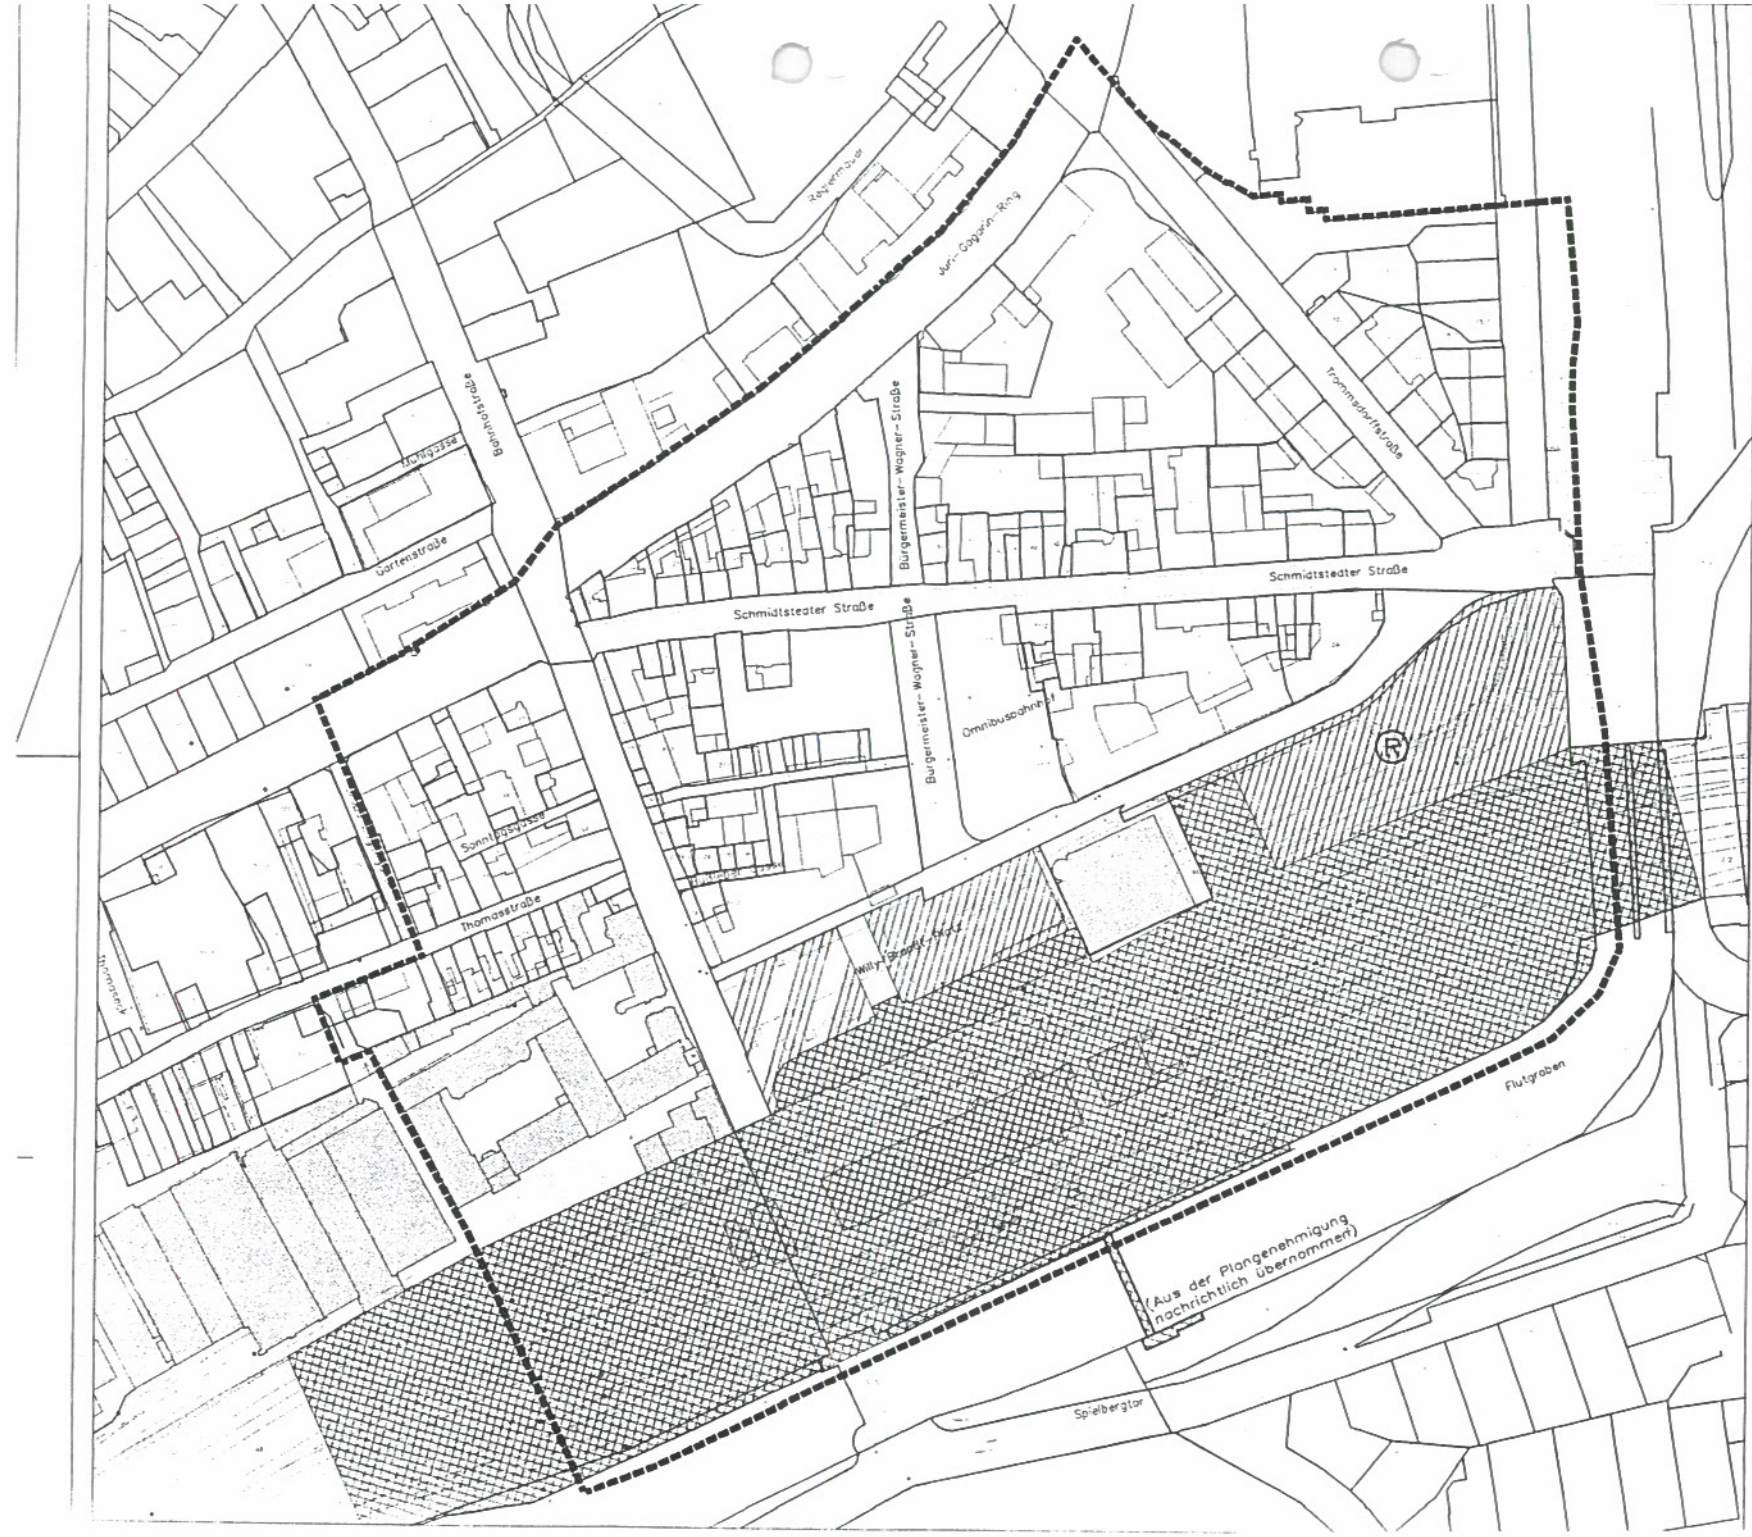 Reglermauer
Juri-Gagarin-Ring
Bahnhofstraße
Bürgermeister-Wagner-Straße
Trommsdorffstraße
Gartenstraße
Schmidtstedter Straße
Schmidtstedter Straße
Bürgermeister-Wagner-Straße
Omnibusbahnhof
R
Sonntagsgasse
Thomasstraße
Willy-Brandt-Platz
Flutgraben
(Aus der Plangenehmigung
nachrichtlich übernommen)
Spielbergtor